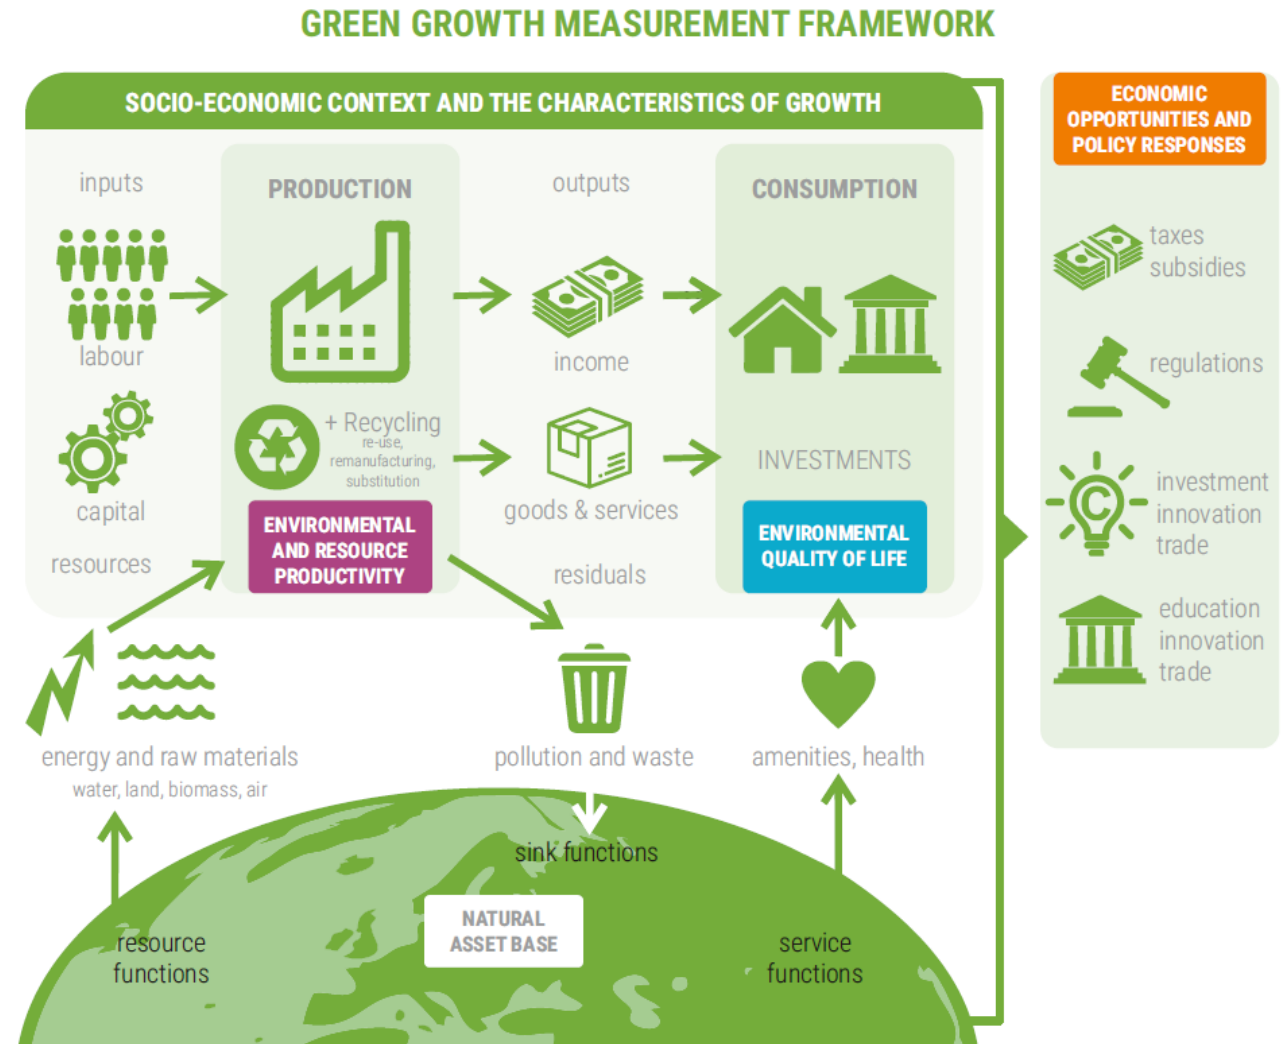 GREEN GROWTH MEASUREMENT FRAMEWORK
SOCIO-ECONOMIC CONTEXT AND THE CHARACTERISTICS OF GROWTH
inputs
labour
capital
resources
PRODUCTION
+ Recycling
re-use,
remanufacturing,
substitution
ENVIRONMENTAL
AND RESOURCE
PRODUCTIVITY
outputs
income
goods & services
residuals
CONSUMPTION
INVESTMENTS
ENVIRONMENTAL
QUALITY OF LIFE
energy and raw materials
water, land, biomass, air
pollution and waste
amenities, health
sink functions
NATURAL
ASSET BASE
resource
functions
service
functions
ECONOMIC
OPPORTUNITIES AND
POLICY RESPONSES
taxes
subsidies
regulations
C
investment
innovation
trade
education
innovation
trade